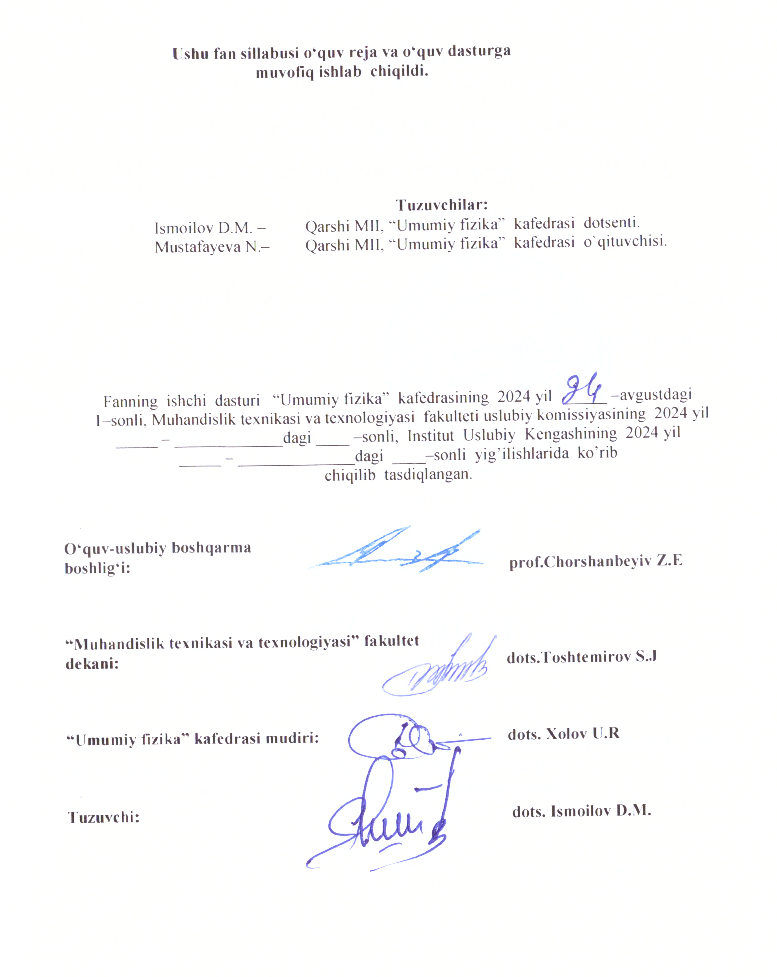 Ushu fan sillabusi o‘quv reja va o‘quv dasturga
muvofiq ishlab chiqildi.
Tuzuvchilar:
Ismoilov D.M. – Qarshi MII, “Umumiy fizika” kafedrasi dotsenti.
Mustafayeva N.– Qarshi MII, “Umumiy fizika” kafedrasi o`qituvchisi.
Fanning ishchi dasturi “Umumiy fizika” kafedrasining 2024 yil –avgustdagi
1–sonli, Muhandislik texnikasi va texnologiyasi fakulteti uslubiy komissiyasining 2024 yil
_____ – _____________dagi ____ –sonli, Institut Uslubiy Kengashining 2024 yil
_____ – ______________dagi ____–sonli yig’ilishlarida ko’rib
chiqilib tasdiqlangan.
O‘quv-uslubiy boshqarma
boshlig‘i: prof.Chorshanbeyiv Z.E
“Muhandislik texnikasi va texnologiyasi” fakultet
dekani: dots.Toshtemirov S.J
“Umumiy fizika” kafedrasi mudiri: dots. Xolov U.R
Tuzuvchi: dots. Ismoilov D.M.